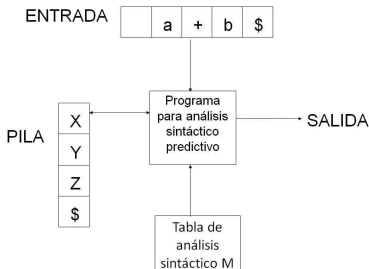 ENTRADA
a + b $
Programa
para análisis
sintáctico
predictivo
SALIDA
PILA
X
Y
Z
$
Tabla de
análisis
sintáctico M